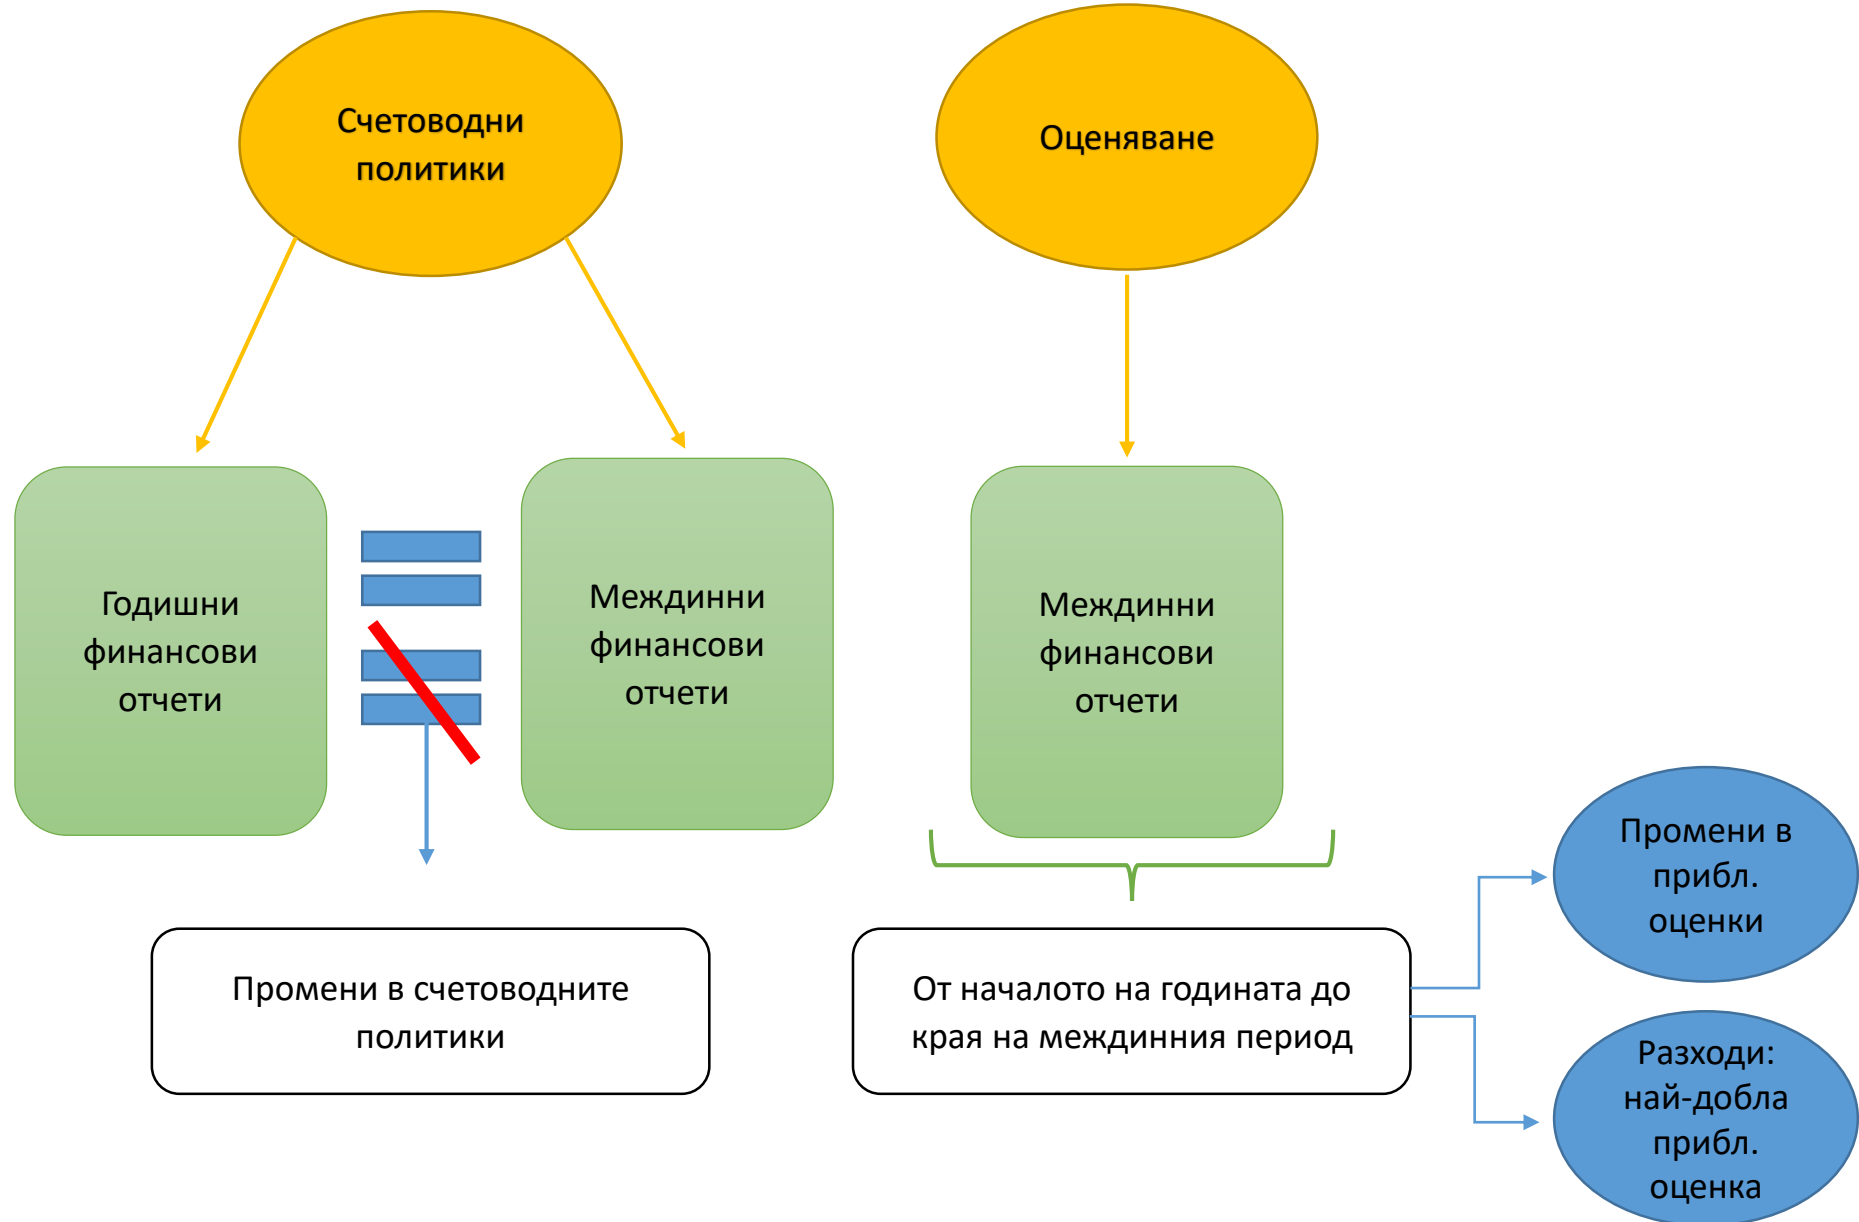 Счетоводни
политики
Оценяване
Годишни
финансови
отчети
Междинни
финансови
отчети
Междинни
финансови
отчети
Промени в счетоводните
политики
От началото на годината до
края на междинния период
Промени в
прибл.
оценки
Разходи:
най-добла
прибл.
оценка